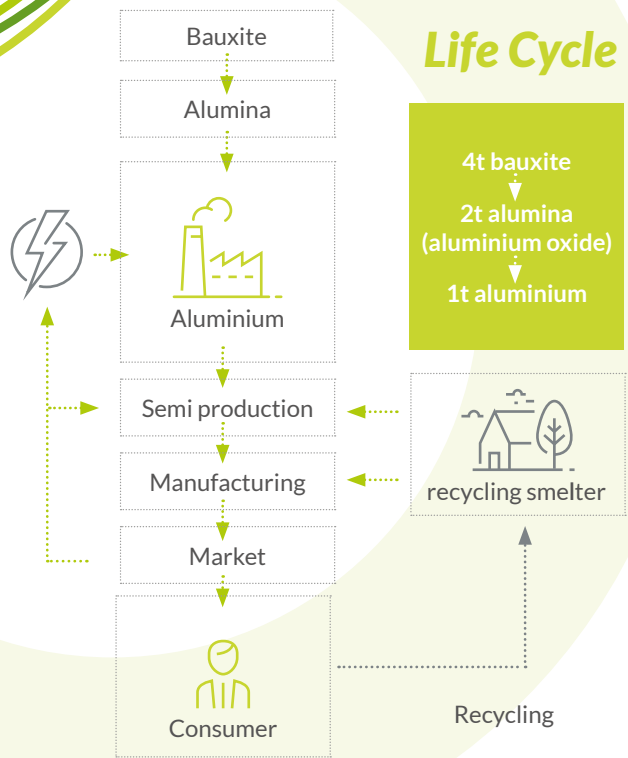 Life Cycle
Bauxite
Alumina
Aluminium
Semi production
Manufacturing
Market
Consumer
4t bauxite
2t alumina
(aluminium oxide)
1t aluminium
recycling smelter
Recycling